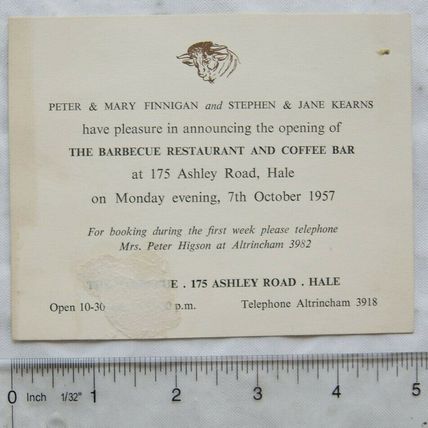 PETER & MARY FINNIGAN and STEPHEN & JANE KEARNS
have pleasure in announcing the opening of
THE BARBECUE RESTAURANT AND COFFEE BAR
at 175 Ashley Road, Hale
on Monday evening, 7th October 1957
For booking during the first week please telephone
Mrs. Peter Higson at Altrincham 3982
175 ASHLEY ROAD . HALE
Open 10-30 p.m. Telephone Altrincham 3918
0 Inch 1/32" 1 2 3 4 5